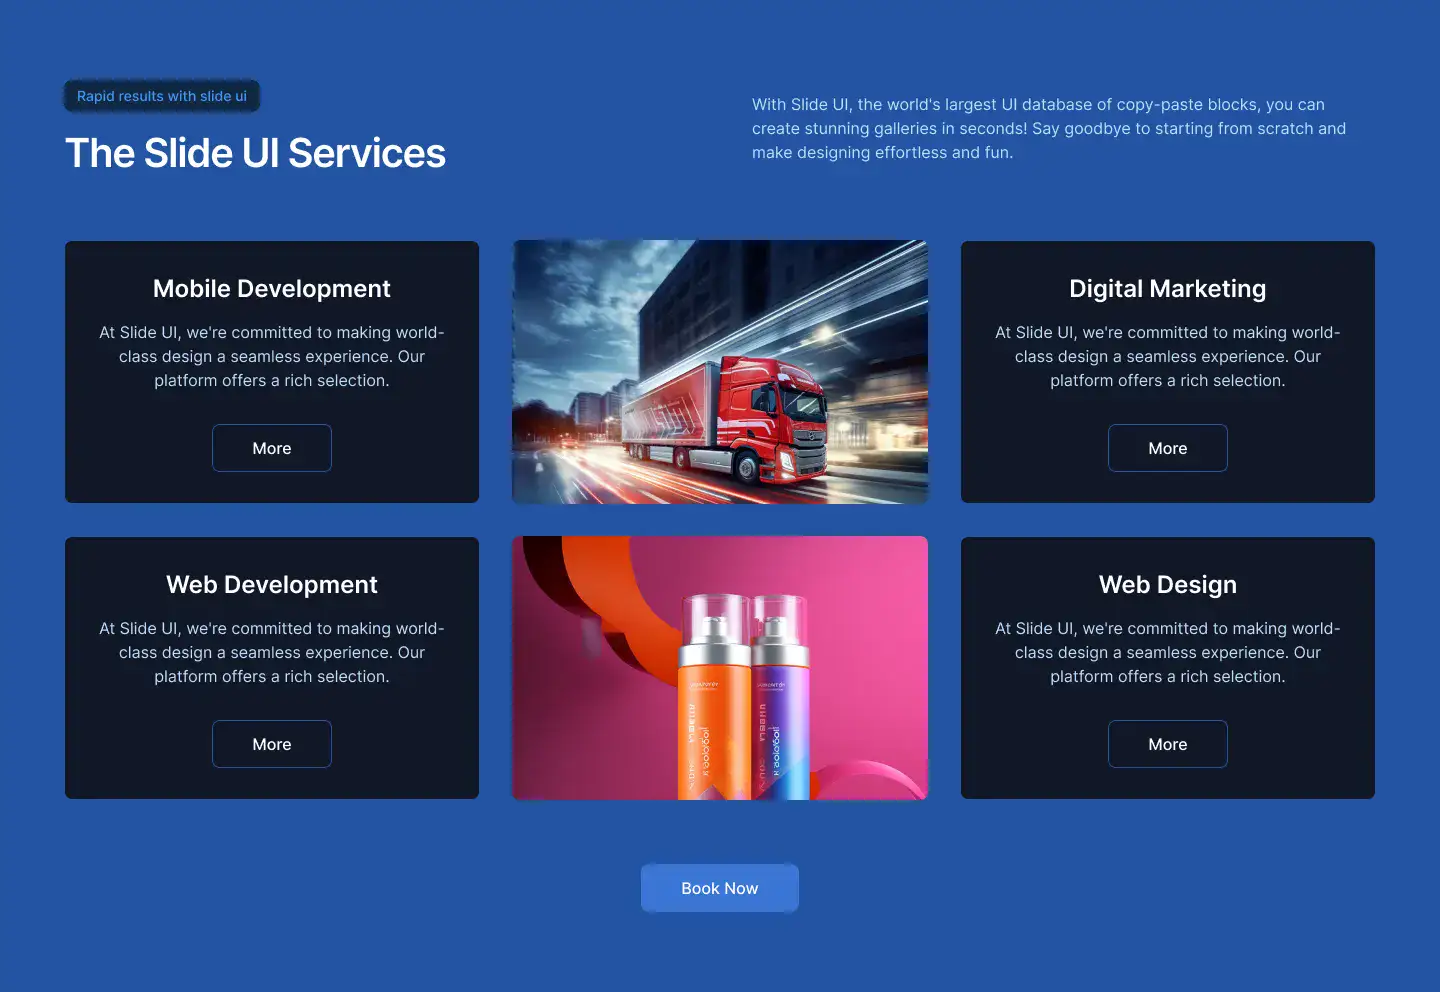 Rapid results with slide ui
The Slide UI Services
With Slide UI, the world's largest UI database of copy-paste blocks, you can
create stunning galleries in seconds! Say goodbye to starting from scratch and
make designing effortless and fun.
Mobile Development
At Slide UI, we're committed to making world-
class design a seamless experience. Our
platform offers a rich selection.
More
Digital Marketing
At Slide UI, we're committed to making world-
class design a seamless experience. Our
platform offers a rich selection.
More
Web Development
At Slide UI, we're committed to making world-
class design a seamless experience. Our
platform offers a rich selection.
More
Web Design
At Slide UI, we're committed to making world-
class design a seamless experience. Our
platform offers a rich selection.
More
Book Now